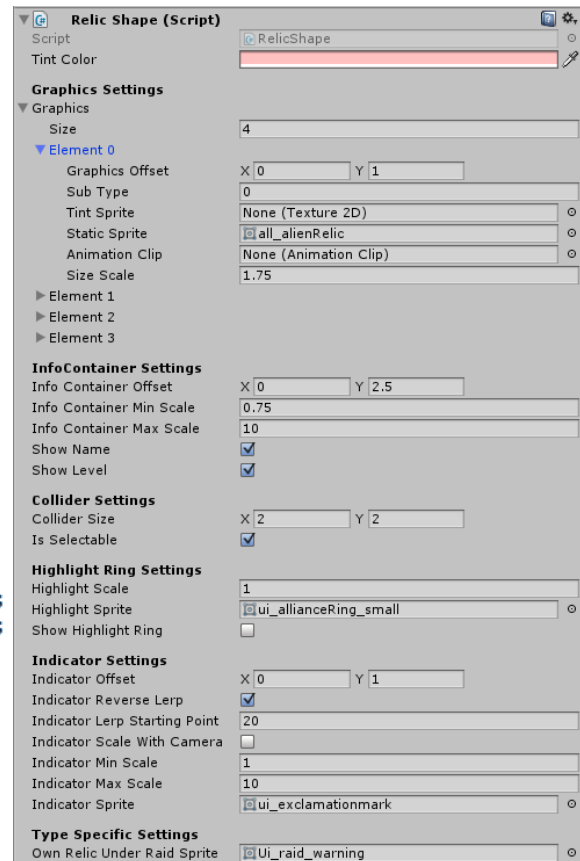 Relic Shape (Script)
Script RelicShape
Tint Color
Graphics Settings
Graphics
Size 4
Element 0
Graphics Offset X 0 Y 1
Sub Type 0
Tint Sprite None (Texture 2D)
Static Sprite all_alienRelic
Animation Clip None (Animation Clip)
Size Scale 1.75
Element 1
Element 2
Element 3
InfoContainer Settings
Info Container Offset X 0 Y 2.5
Info Container Min Scale 0.75
Info Container Max Scale 10
Show Name
Show Level
Collider Settings
Collider Size X 2 Y 2
Is Selectable
Highlight Ring Settings
Highlight Scale 1
Highlight Sprite ui_allianceRing_small
Show Highlight Ring
Indicator Settings
Indicator Offset X 0 Y 1
Indicator Reverse Lerp
Indicator Lerp Starting Point 20
Indicator Scale With Camera
Indicator Min Scale 1
Indicator Max Scale 10
Indicator Sprite ui_exclamationmark
Type Specific Settings
Own Relic Under Raid Sprite Ui_raid_warning